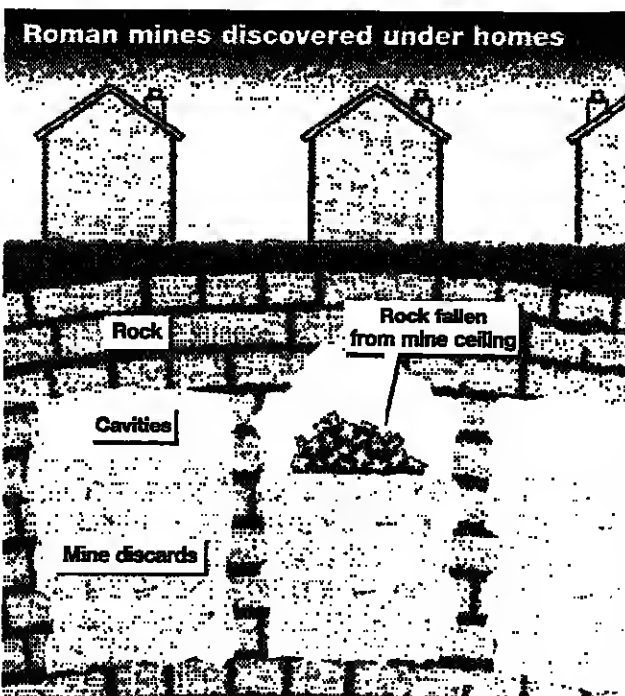 Roman mines discovered under homes
Rock
Rock fallen
from mine ceiling
Cavities
Mine discards